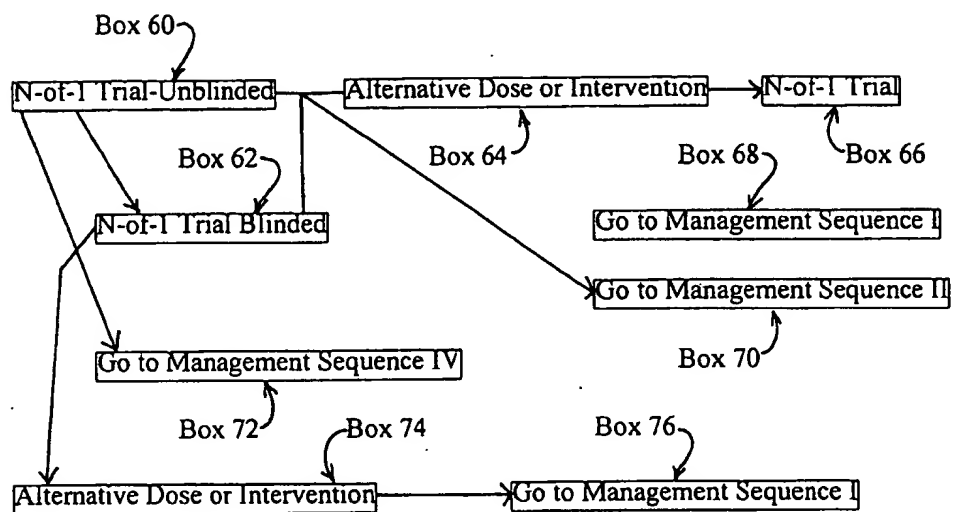 Box 60
N-of-1 Trial-Unblinded
Alternative Dose or Intervention
N-of-1 Trial
Box 62
Box 64
Box 68
Box 66
N-of-1 Trial Blinded
Go to Management Sequence I
Go to Management Sequence II
Go to Management Sequence IV
Box 70
Box 72
Box 74
Box 76
Alternative Dose or Intervention
Go to Management Sequence I